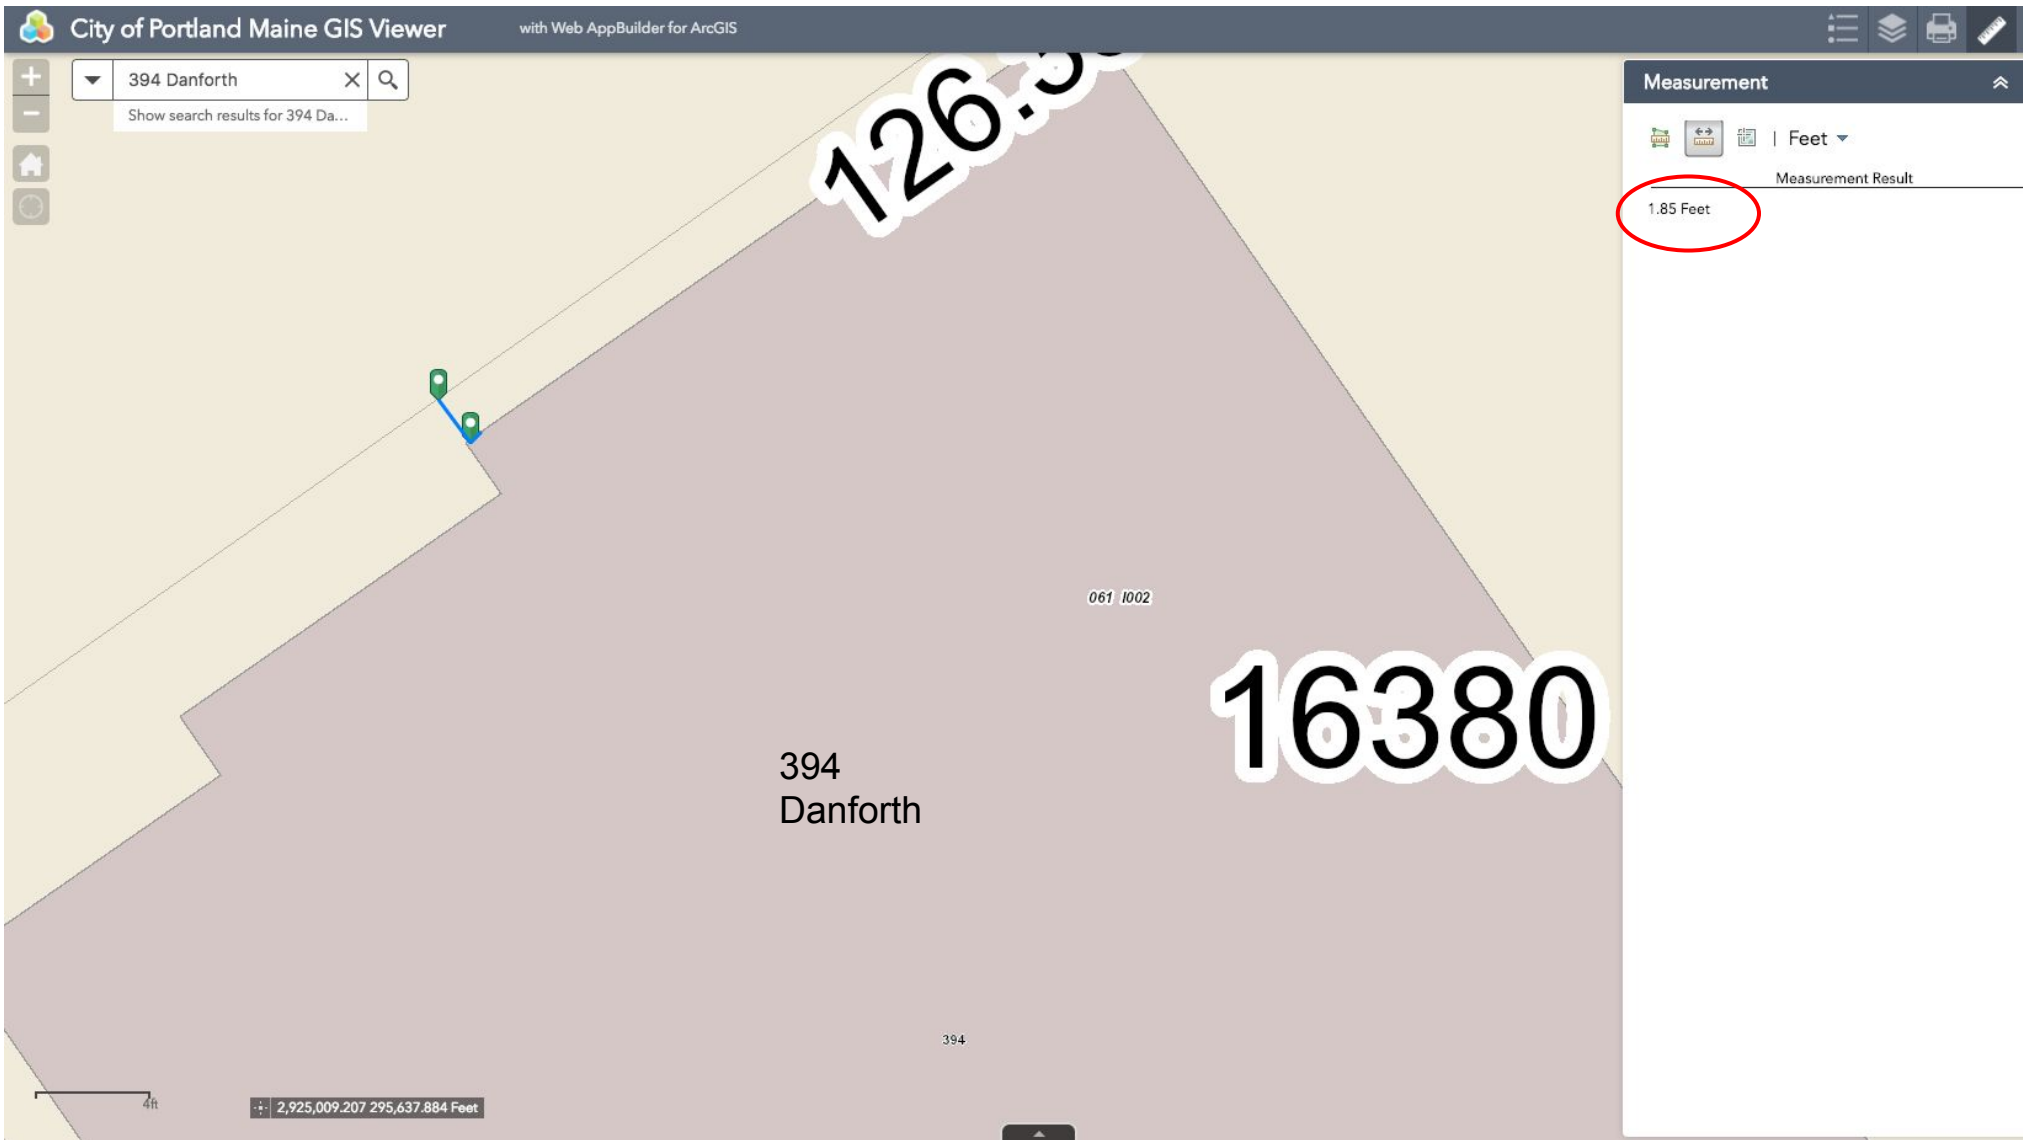 City of Portland Maine GIS Viewer
with Web AppBuilder for ArcGIS
394 Danforth
Show search results for 394 Da...
Measurement
Feet
Measurement Result
1.85 Feet
061 I002
16380
394
Danforth
394
4ft
2,925,009.207 295,637.884 Feet